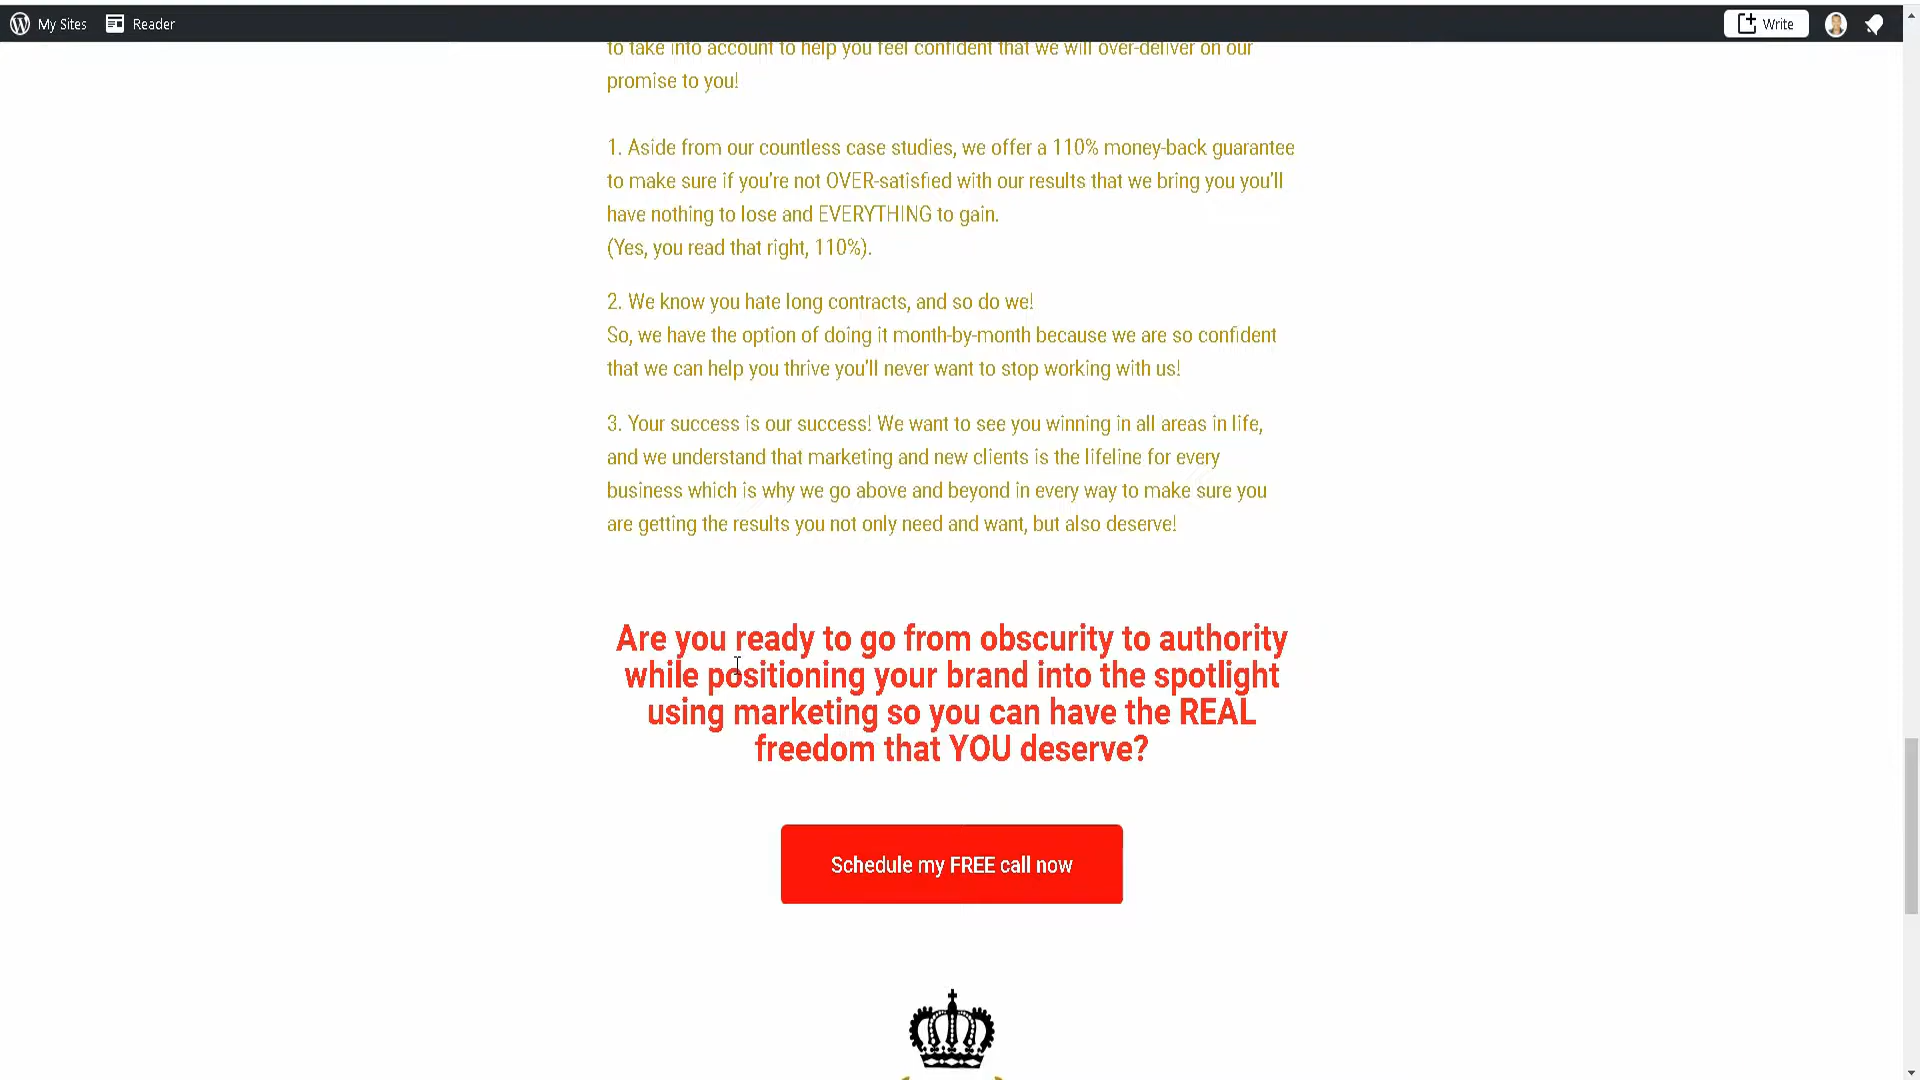 My Sites
Reader
Write
to take into account to help you feel confident that we will over-deliver on our
promise to you!
1. Aside from our countless case studies, we offer a 110% money-back guarantee
to make sure if you're not OVER-satisfied with our results that we bring you you'll
have nothing to lose and EVERYTHING to gain.
(Yes, you read that right, 110%).
2. We know you hate long contracts, and so do we!
So, we have the option of doing it month-by-month because we are so confident
that we can help you thrive you'll never want to stop working with us!
3. Your success is our success! We want to see you winning in all areas in life,
and we understand that marketing and new clients is the lifeline for every
business which is why we go above and beyond in every way to make sure you
are getting the results you not only need and want, but also deserve!
Are you ready to go from obscurity to authority
while positioning your brand into the spotlight
using marketing so you can have the REAL
freedom that YOU deserve?
Schedule my FREE call now